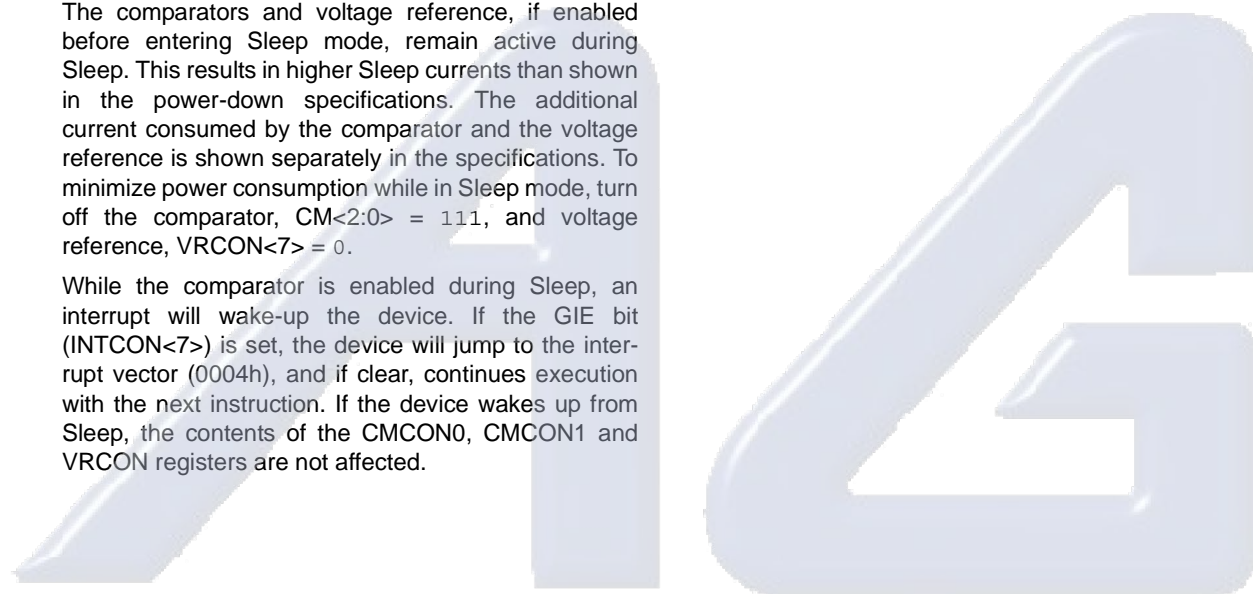 The comparators and voltage reference, if enabled
before entering Sleep mode, remain active during
Sleep. This results in higher Sleep currents than shown
in the power-down specifications. The additional
current consumed by the comparator and the voltage
reference is shown separately in the specifications. To
minimize power consumption while in Sleep mode, turn
off the comparator, CM<2:0> = 111, and voltage
reference, VRCON<7> = 0.
While the comparator is enabled during Sleep, an
interrupt will wake-up the device. If the GIE bit
(INTCON<7>) is set, the device will jump to the inter-
rupt vector (0004h), and if clear, continues execution
with the next instruction. If the device wakes up from
Sleep, the contents of the CMCON0, CMCON1 and
VRCON registers are not affected.
AG